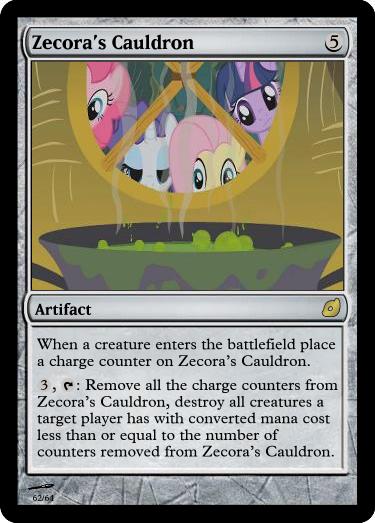 Zecora's Cauldron 5
Artifact
When a creature enters the battlefield place
a charge counter on Zecora's Cauldron.
3, : Remove all the charge counters from
Zecora's Cauldron, destroy all creatures a
target player has with converted mana cost
less than or equal to the number of
counters removed from Zecora's Cauldron.
62/64